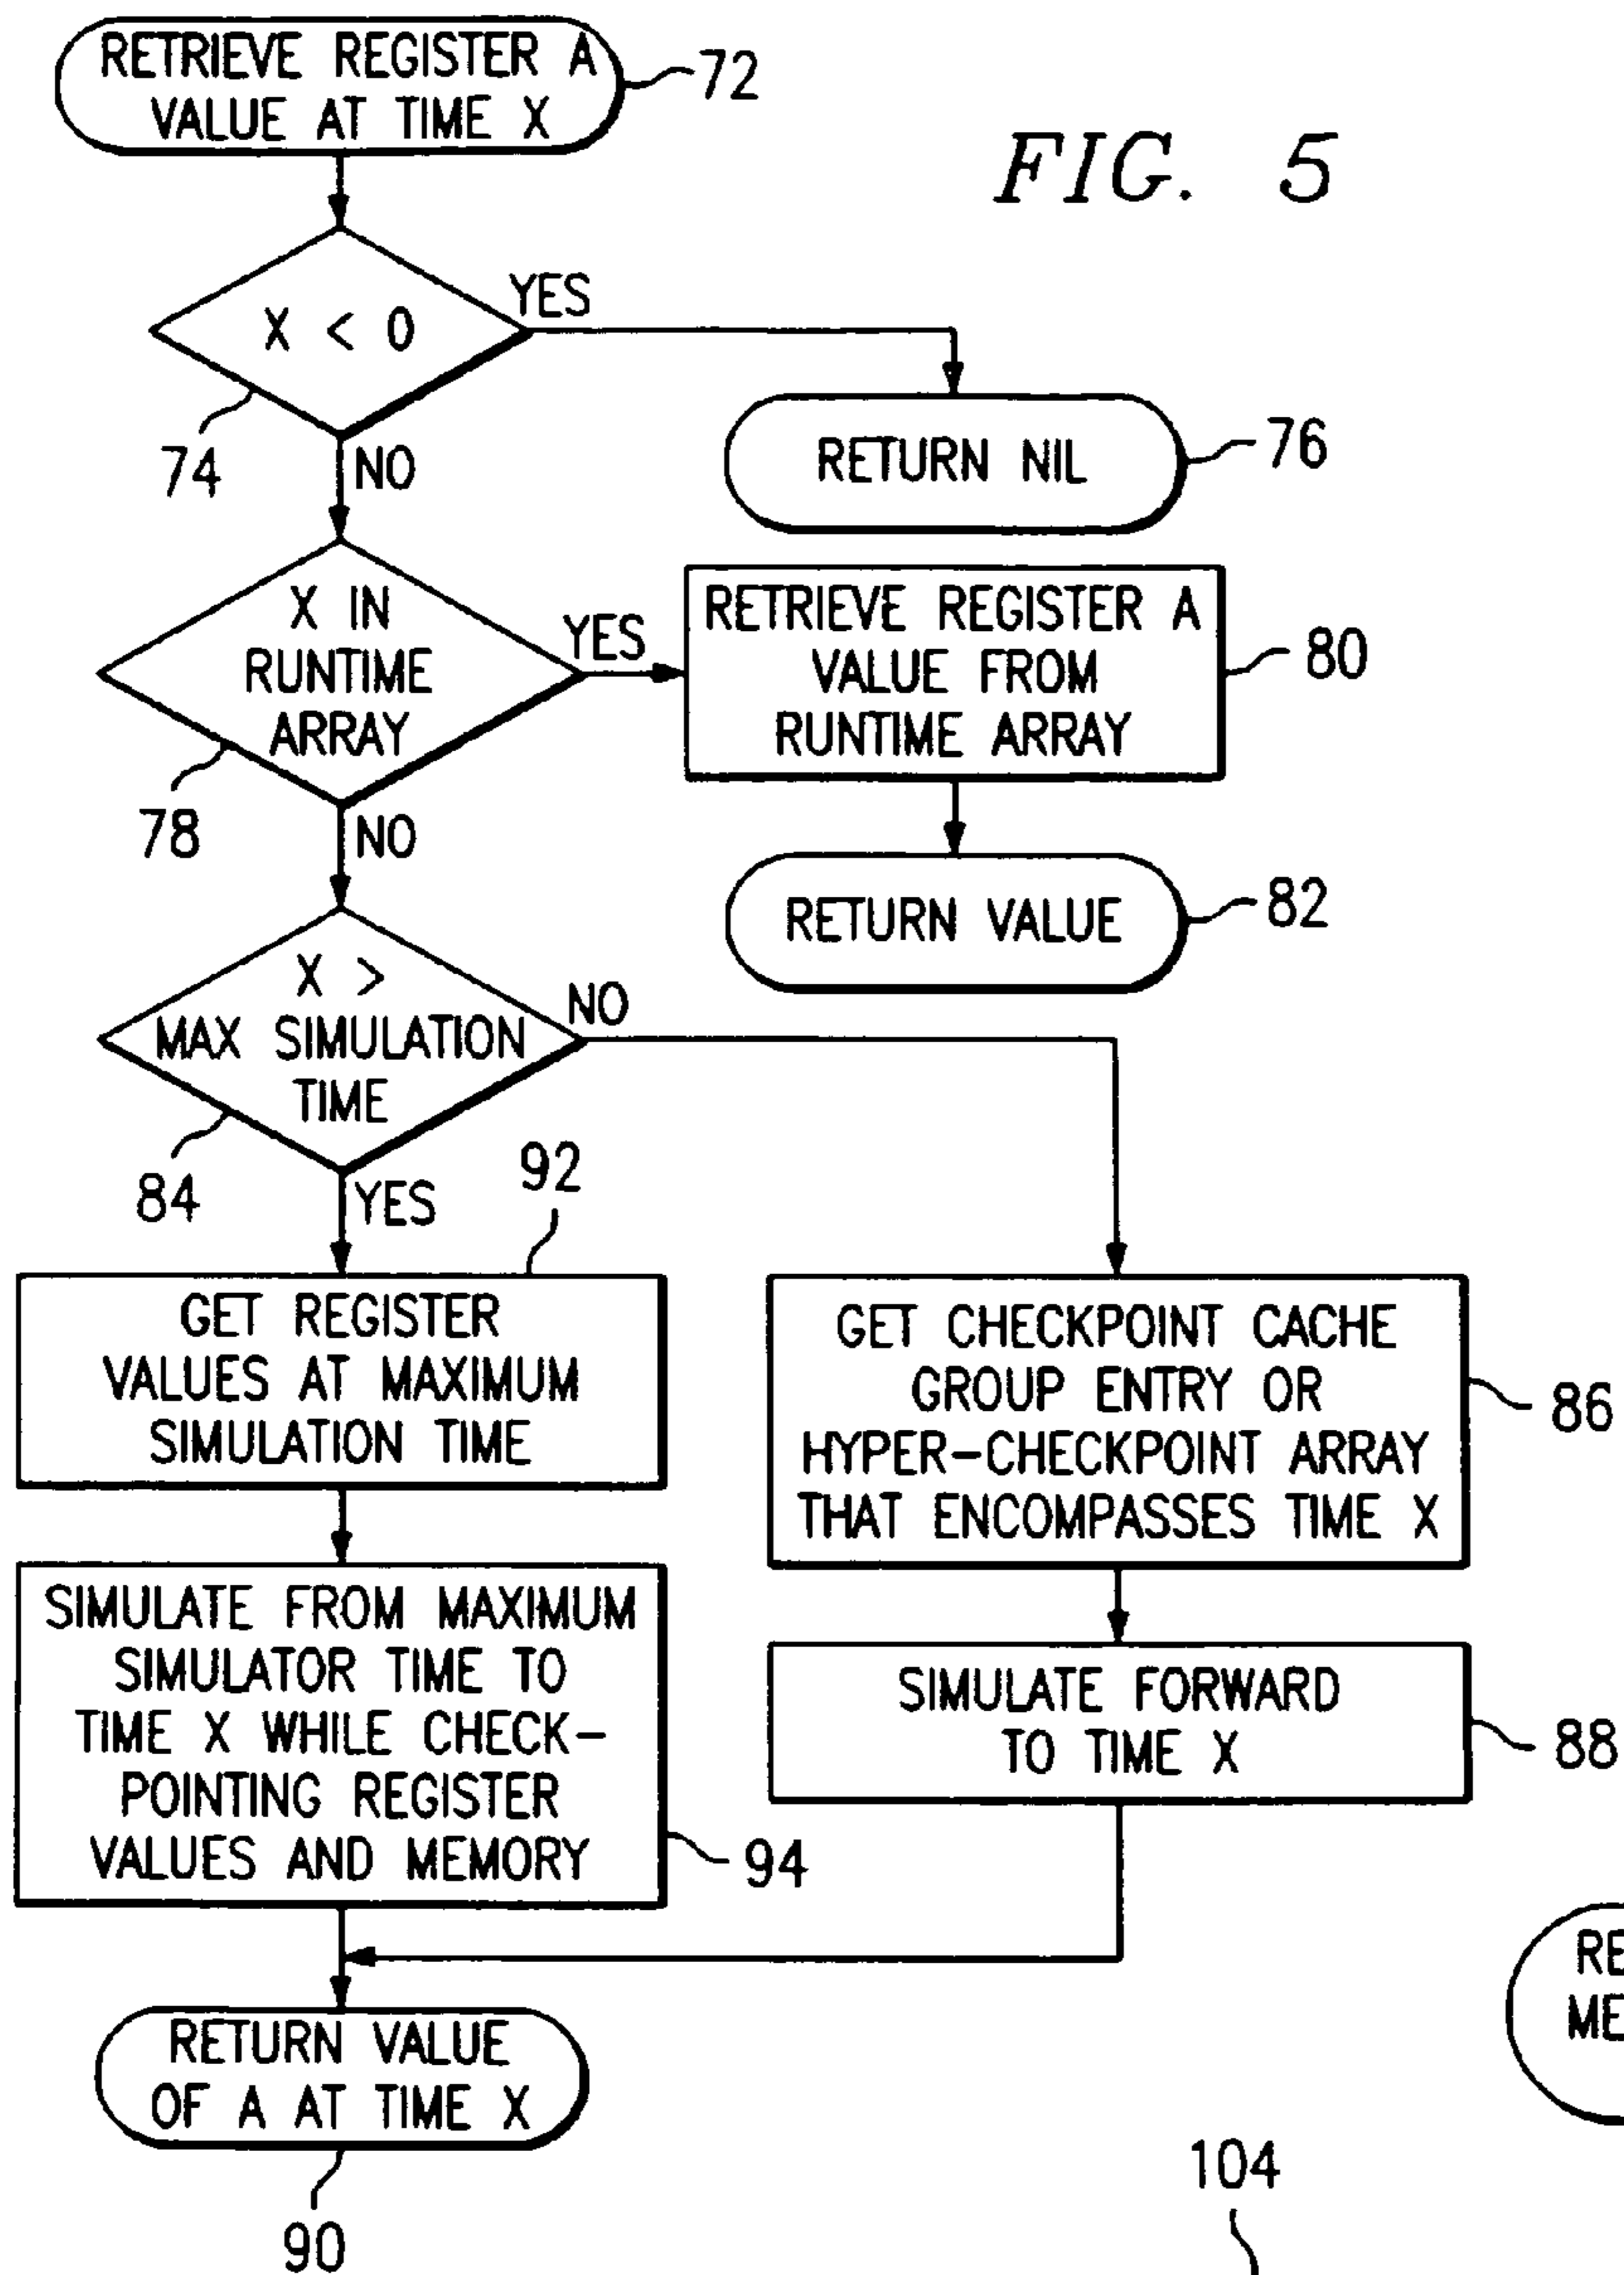 RETRIEVE REGISTER A
VALUE AT TIME X
72
FIG. 5
X < 0
YES
74
NO
RETURN NIL
76
X IN
RUNTIME
ARRAY
YES
78
NO
RETRIEVE REGISTER A
VALUE FROM
RUNTIME ARRAY
80
RETURN VALUE
82
X >
MAX SIMULATION
TIME
NO
84
YES
92
GET REGISTER
VALUES AT MAXIMUM
SIMULATION TIME
GET CHECKPOINT CACHE
GROUP ENTRY OR
HYPER-CHECKPOINT ARRAY
THAT ENCOMPASSES TIME X
86
SIMULATE FROM MAXIMUM
SIMULATOR TIME TO
TIME X WHILE CHECK-
POINTING REGISTER
VALUES AND MEMORY
94
SIMULATE FORWARD
TO TIME X
88
RETURN VALUE
OF A AT TIME X
90
RE
ME
104